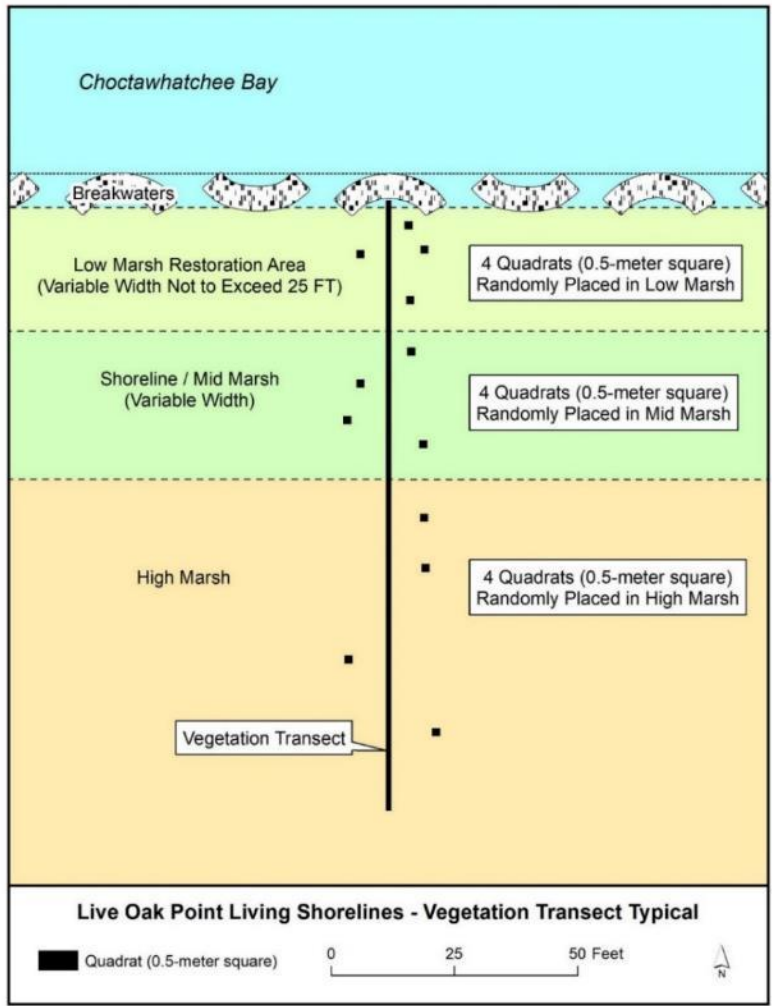 Choctawhatchee Bay
Breakwaters
Low Marsh Restoration Area
(Variable Width Not to Exceed 25 FT)
4 Quadrats (0.5-meter square)
Randomly Placed in Low Marsh
Shoreline / Mid Marsh
(Variable Width)
4 Quadrats (0.5-meter square)
Randomly Placed in Mid Marsh
High Marsh
4 Quadrats (0.5-meter square)
Randomly Placed in High Marsh
Vegetation Transect
Live Oak Point Living Shorelines - Vegetation Transect Typical
Quadrat (0.5-meter square)
0 25 50 Feet
N